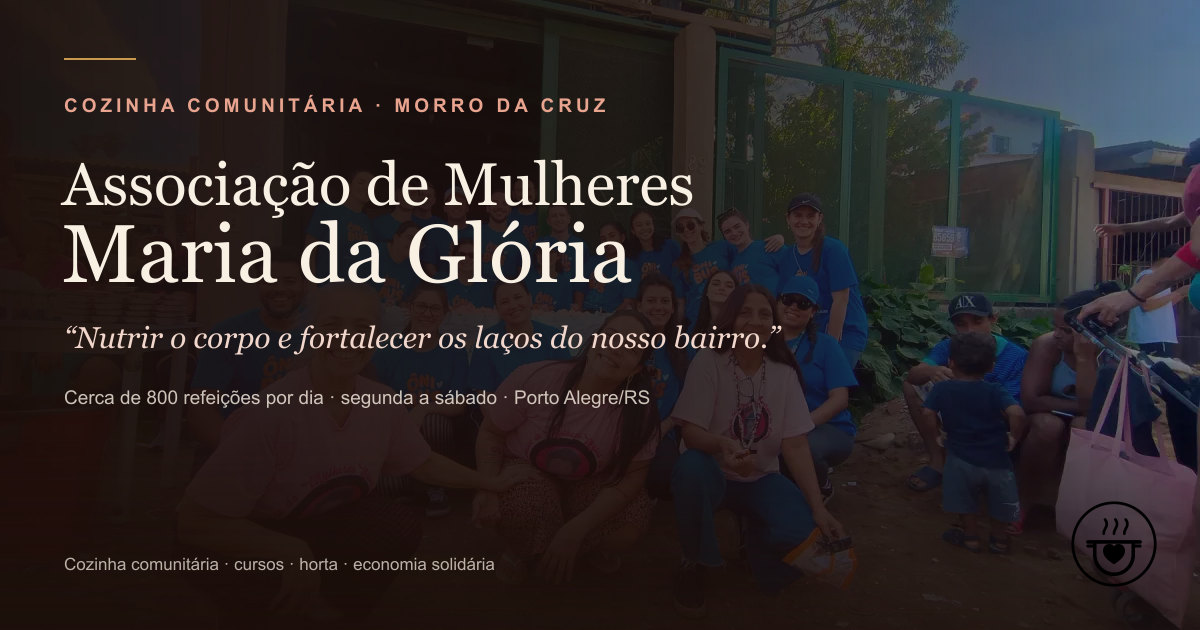 COZINHA COMUNITÁRIA · MORRO DA CRUZ
Associação de Mulheres
Maria da Glória
“Nutrir o corpo e fortalecer os laços do nosso bairro.”
Cerca de 800 refeições por dia · segunda a sábado · Porto Alegre/RS
Cozinha comunitária · cursos · horta · economia solidária
A|X